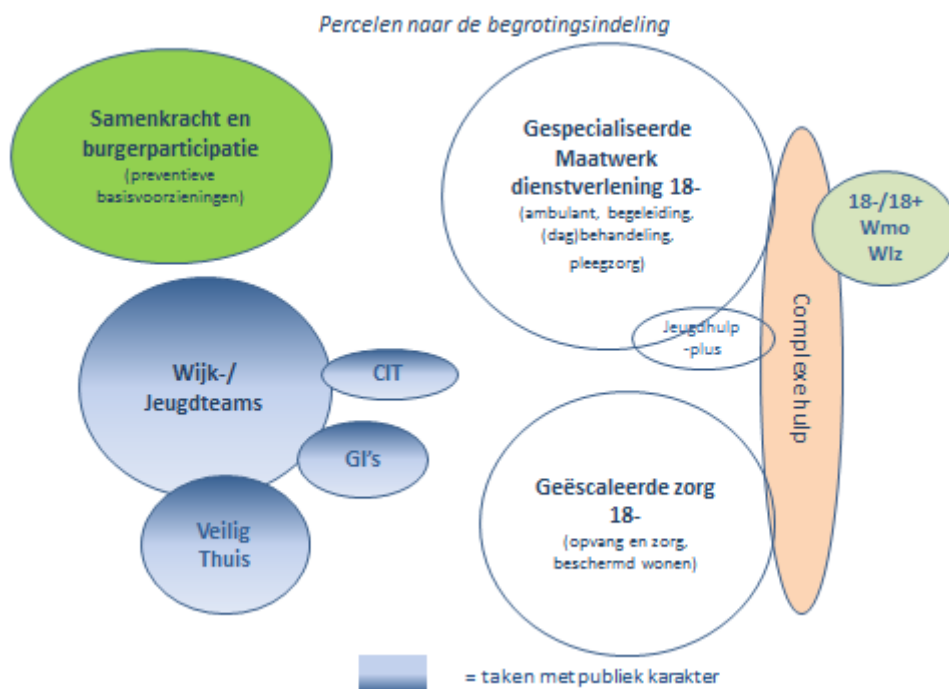 Percelen naar de begrotingsindeling
Samenkracht en
burgerparticipatie
(preventieve
basisvoorzieningen)
Gespecialiseerde
Maatwerk
dienstverlening 18-
(ambulant, begeleiding,
(dag)behandeling,
pleegzorg)
18-/18+
Wmo
Wlz
Jeugdhulp
-plus
Complexe hulp
Wijk-/
Jeugdteams
CIT
GI's
Veilig
Thuis
Geëscaleerde zorg
18-
(opvang en zorg,
beschermd wonen)
= taken met publiek karakter